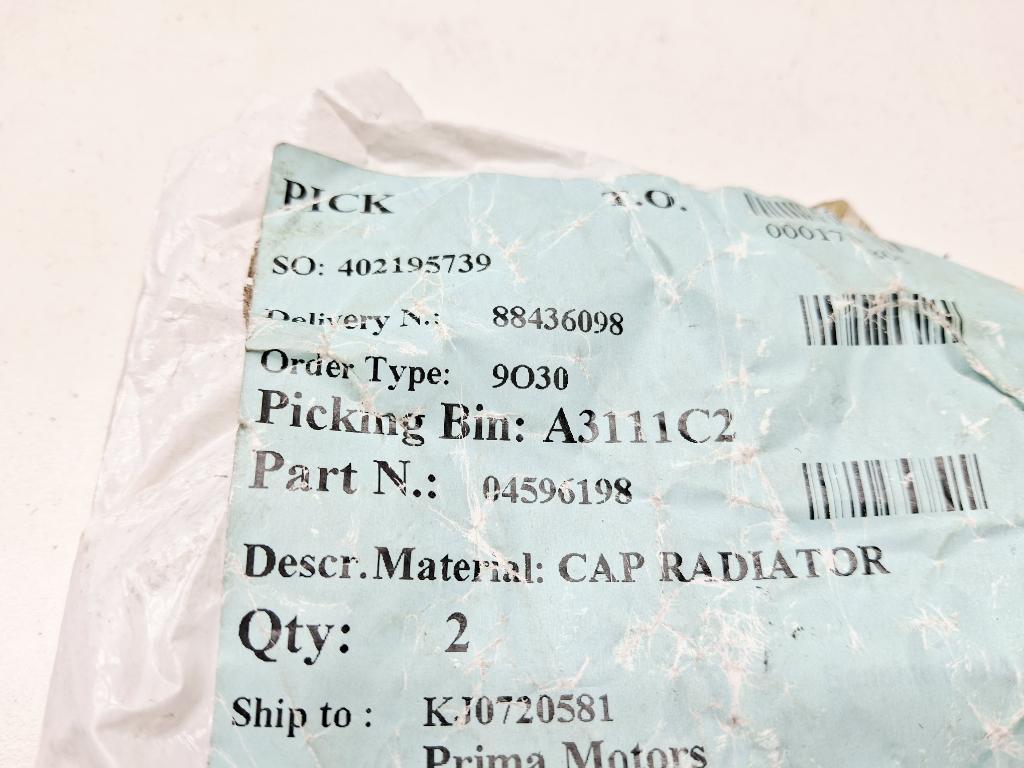 PICK T.O.
00017
SO: 402195739
Delivery N.: 88436098
Order Type: 9O30
Picking Bin: A3111C2
Part N.: 04596198
Descr.Material: CAP RADIATOR
Qty: 2
Ship to : KJ0720581
Prima Motors